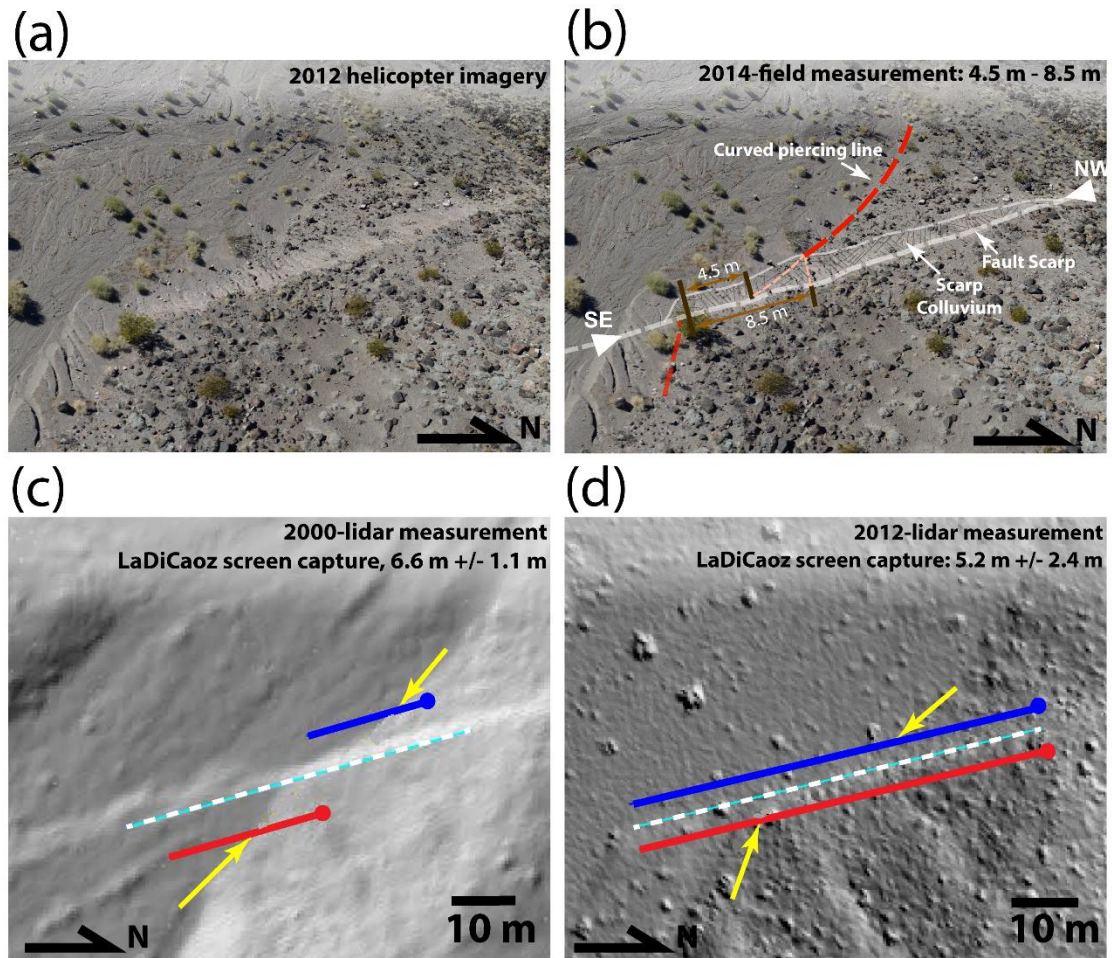 (a)
2012 helicopter imagery
N
(b)
2014-field measurement: 4.5 m - 8.5 m
Curved piercing line
NW
Fault Scarp
Scarp
Colluvium
4.5 m
8.5 m
SE
N
(c)
2000-lidar measurement
LaDiCaoz screen capture, 6.6 m +/- 1.1 m
10 m
N
(d)
2012-lidar measurement
LaDiCaoz screen capture: 5.2 m +/- 2.4 m
10 m
N